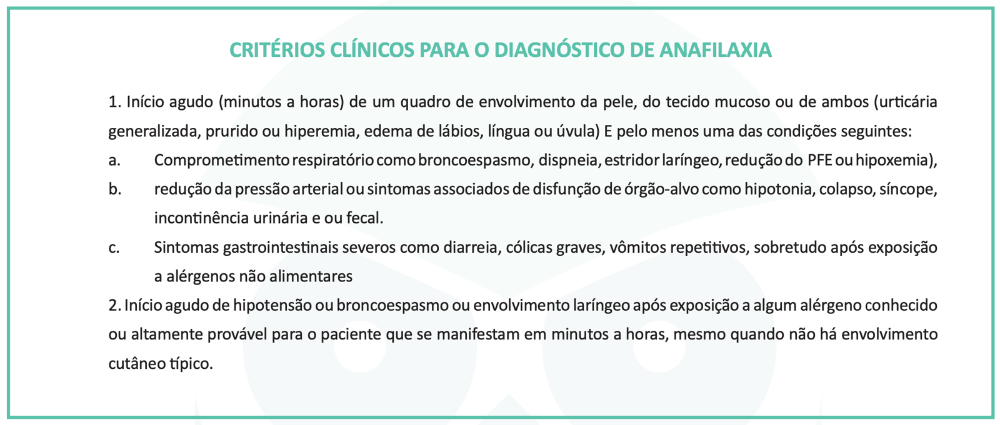 CRITÉRIOS CLÍNICOS PARA O DIAGNÓSTICO DE ANAFILAXIA
1. Início agudo (minutos a horas) de um quadro de envolvimento da pele, do tecido mucoso ou de ambos (urticária
generalizada, prurido ou hiperemia, edema de lábios, língua ou úvula) E pelo menos uma das condições seguintes:
a. Comprometimento respiratório como broncoespasmo, dispneia, estridor laríngeo, redução do PFE ou hipoxemia),
b. redução da pressão arterial ou sintomas associados de disfunção de órgão-alvo como hipotonia, colapso, síncope,
incontinência urinária e ou fecal.
c. Sintomas gastrointestinais severos como diarreia, cólicas graves, vômitos repetitivos, sobretudo após exposição
a alérgenos não alimentares
2. Início agudo de hipotensão ou broncoespasmo ou envolvimento laríngeo após exposição a algum alérgeno conhecido
ou altamente provável para o paciente que se manifestam em minutos a horas, mesmo quando não há envolvimento
cutâneo típico.